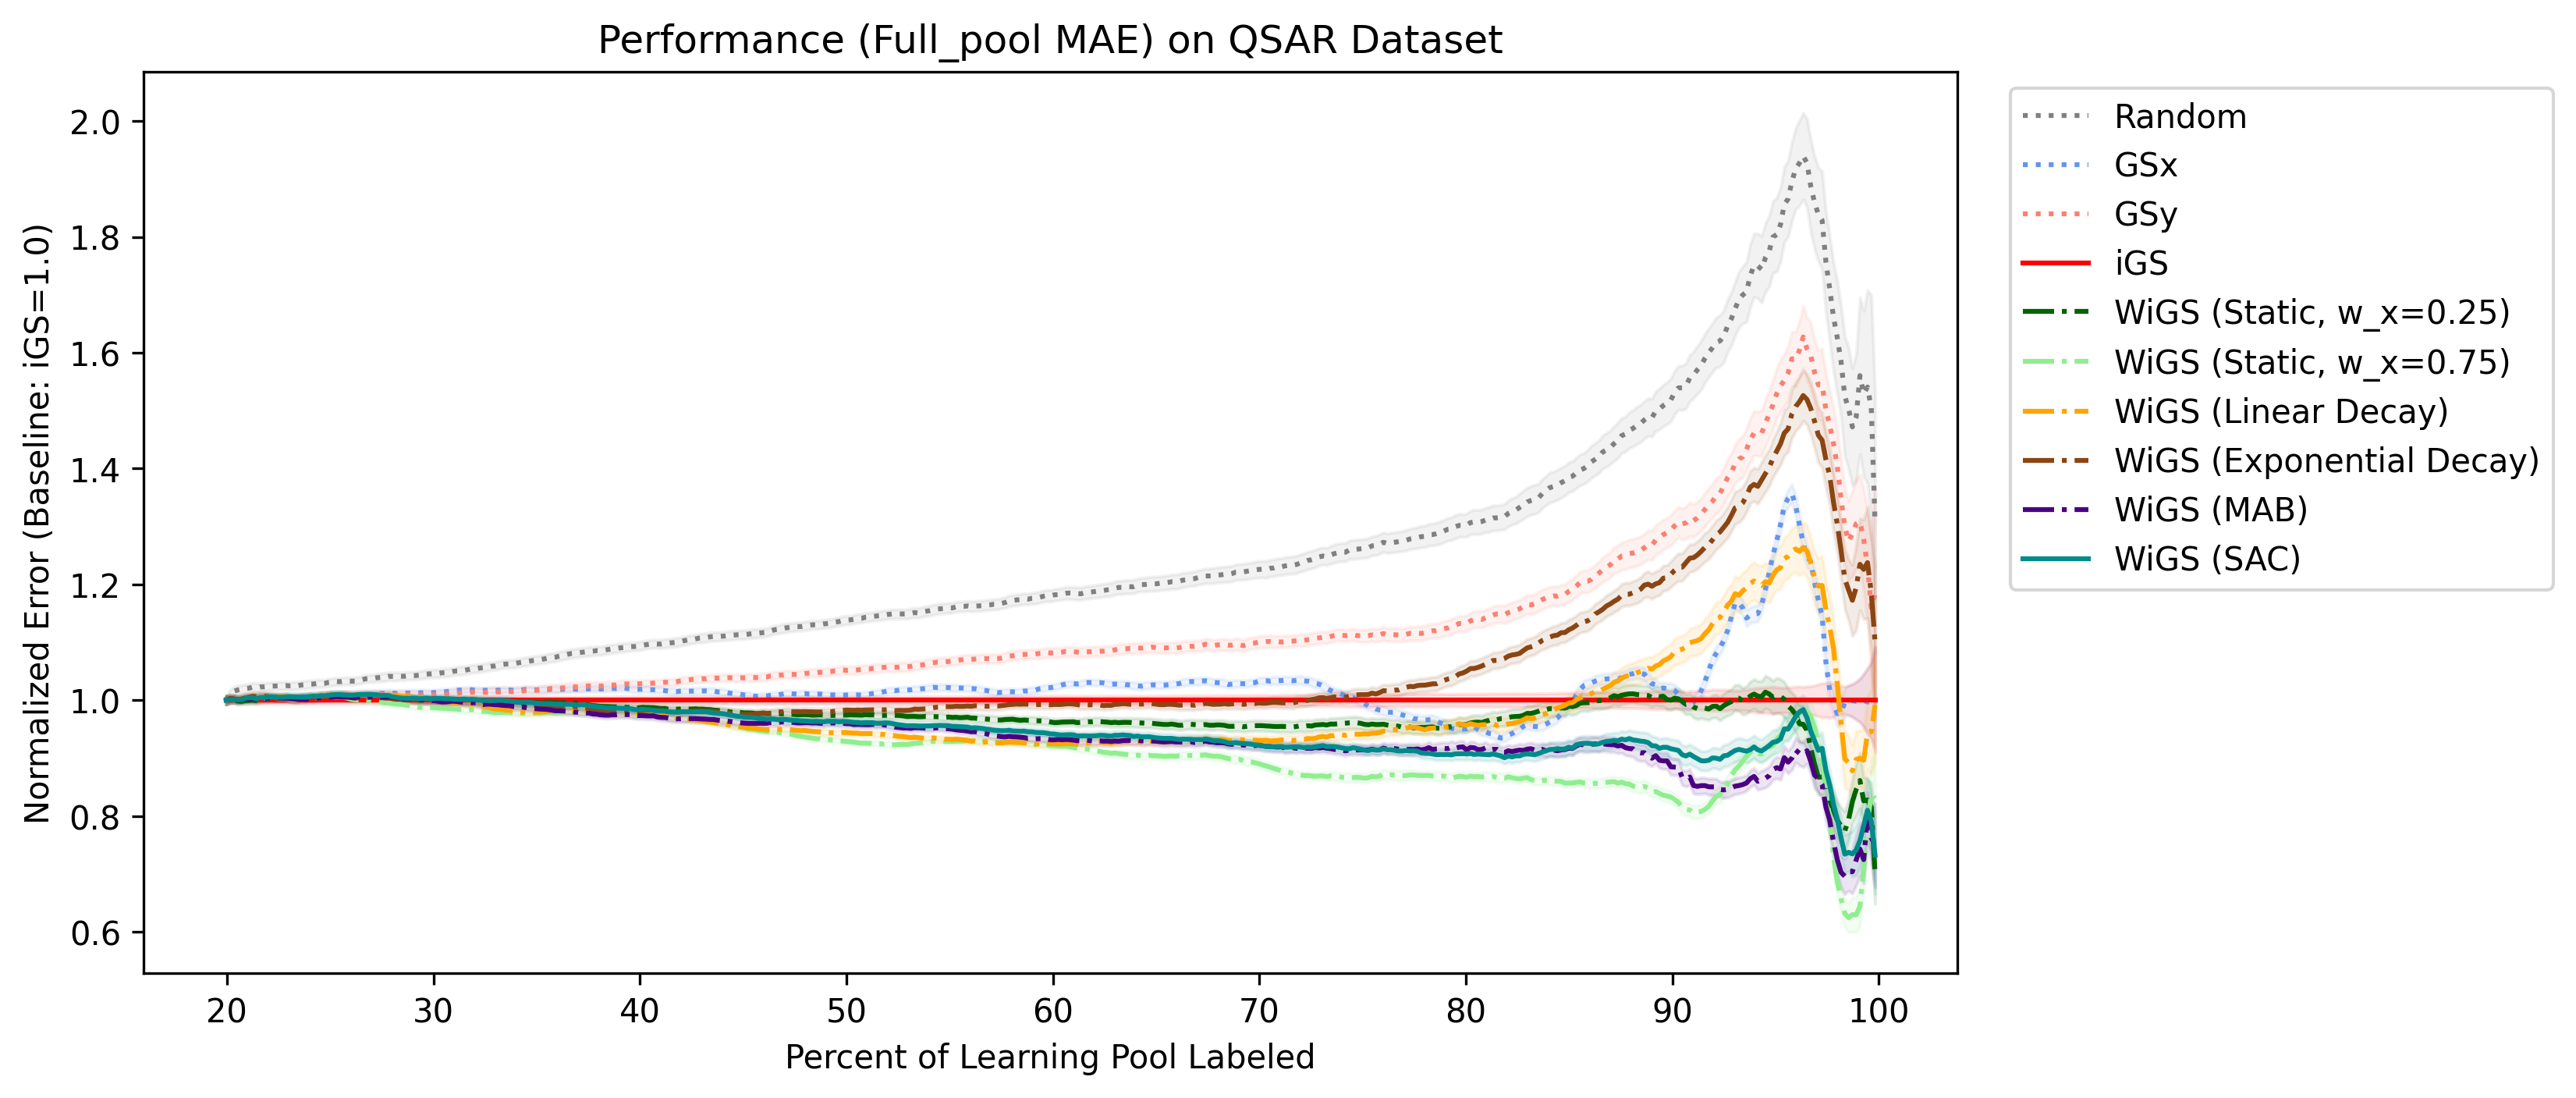 Performance (Full_pool MAE) on QSAR Dataset
Normalized Error (Baseline: iGS=1.0)
2.0
1.8
1.6
1.4
1.2
1.0
0.8
0.6
20 30 40 50 60 70 80 90 100
Percent of Learning Pool Labeled
Random
GSx
GSy
iGS
WiGS (Static, w_x=0.25)
WiGS (Static, w_x=0.75)
WiGS (Linear Decay)
WiGS (Exponential Decay)
WiGS (MAB)
WiGS (SAC)